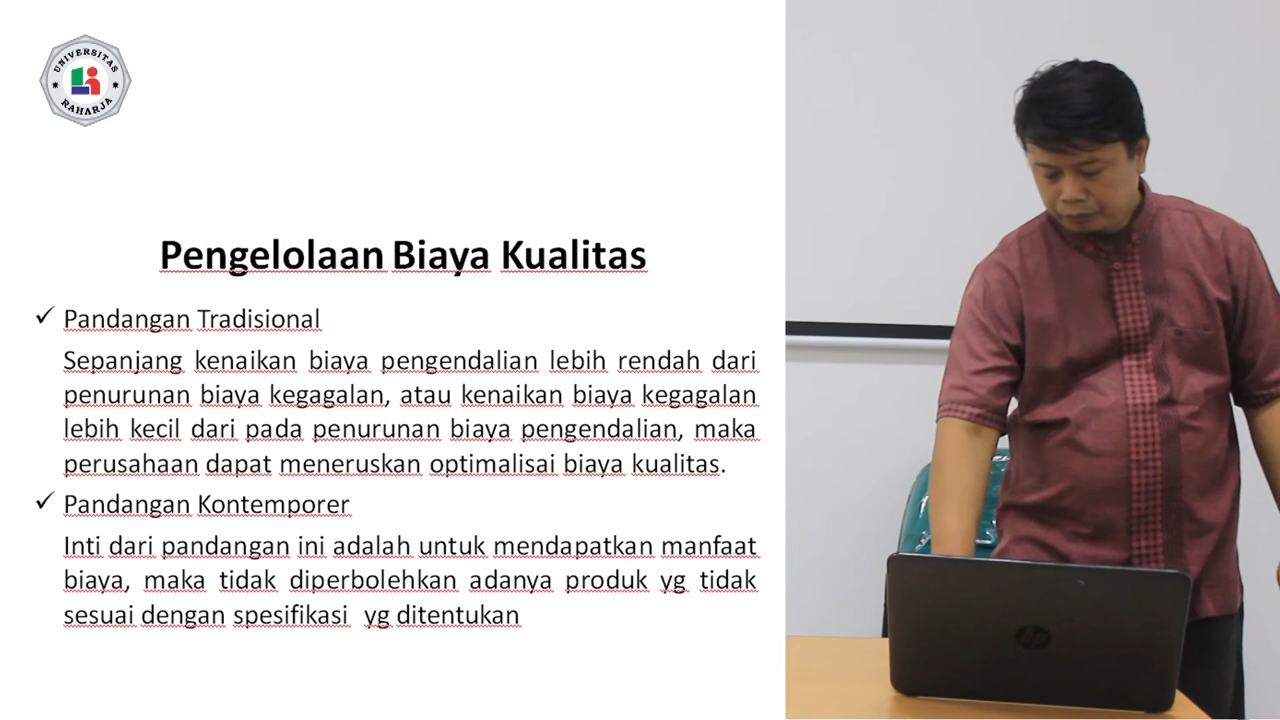 UNIVERSITAS
RAHARJA
Pengelolaan Biaya Kualitas
✓ Pandangan Tradisional
Sepanjang kenaikan biaya pengendalian lebih rendah dari
penurunan biaya kegagalan, atau kenaikan biaya kegagalan
lebih kecil dari pada penurunan biaya pengendalian, maka
perusahaan dapat meneruskan optimalisai biaya kualitas.
✓ Pandangan Kontemporer
Inti dari pandangan ini adalah untuk mendapatkan manfaat
biaya, maka tidak diperbolehkan adanya produk yg tidak
sesuai dengan spesifikasi yg ditentukan
hp